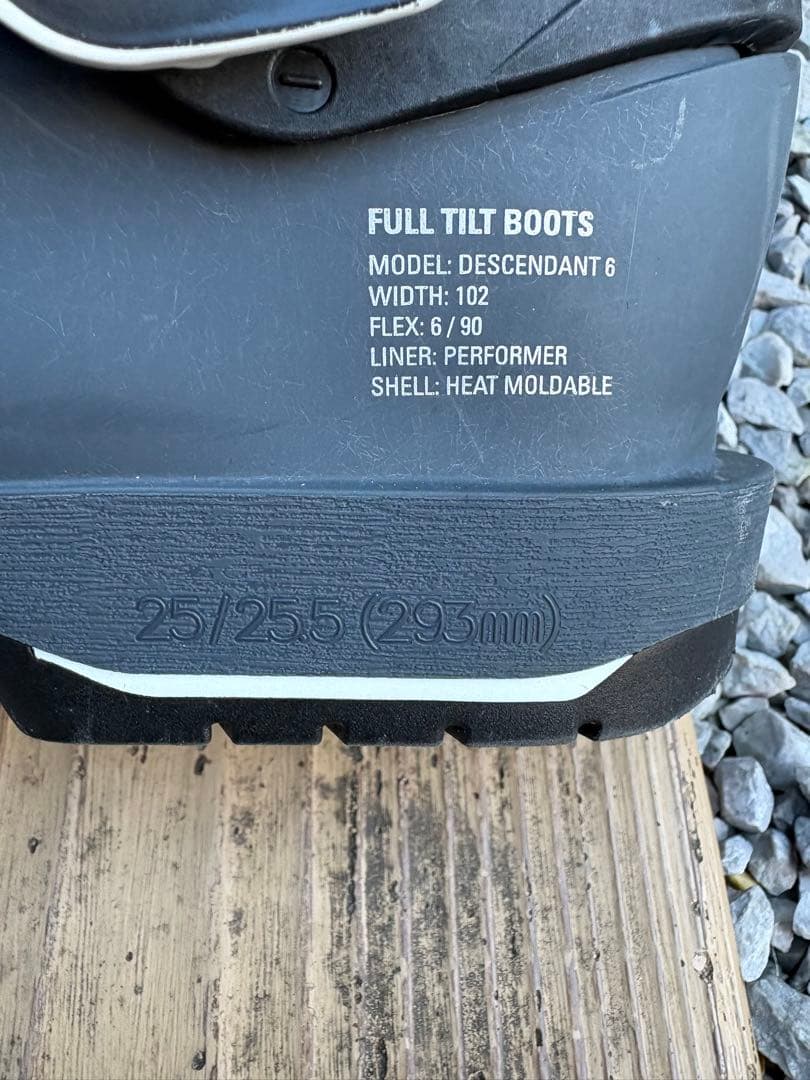 FULL TILT BOOTS
MODEL: DESCENDANT 6
WIDTH: 102
FLEX: 6 / 90
LINER: PERFORMER
SHELL: HEAT MOLDABLE
25/25.5 (293mm)